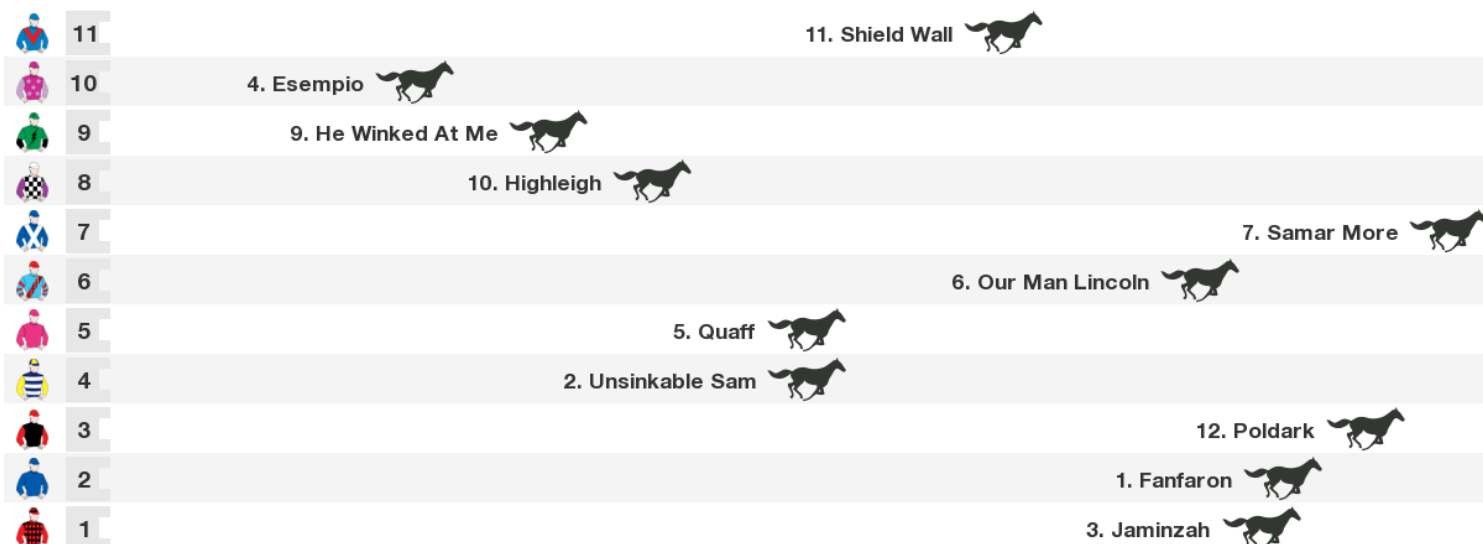 11 11. Shield Wall
10 4. Esempio
9 9. He Winked At Me
8 10. Highleigh
7 7. Samar More
6 6. Our Man Lincoln
5 5. Quaff
4 2. Unsinkable Sam
3 12. Poldark
2 1. Fanfaron
1 3. Jaminzah